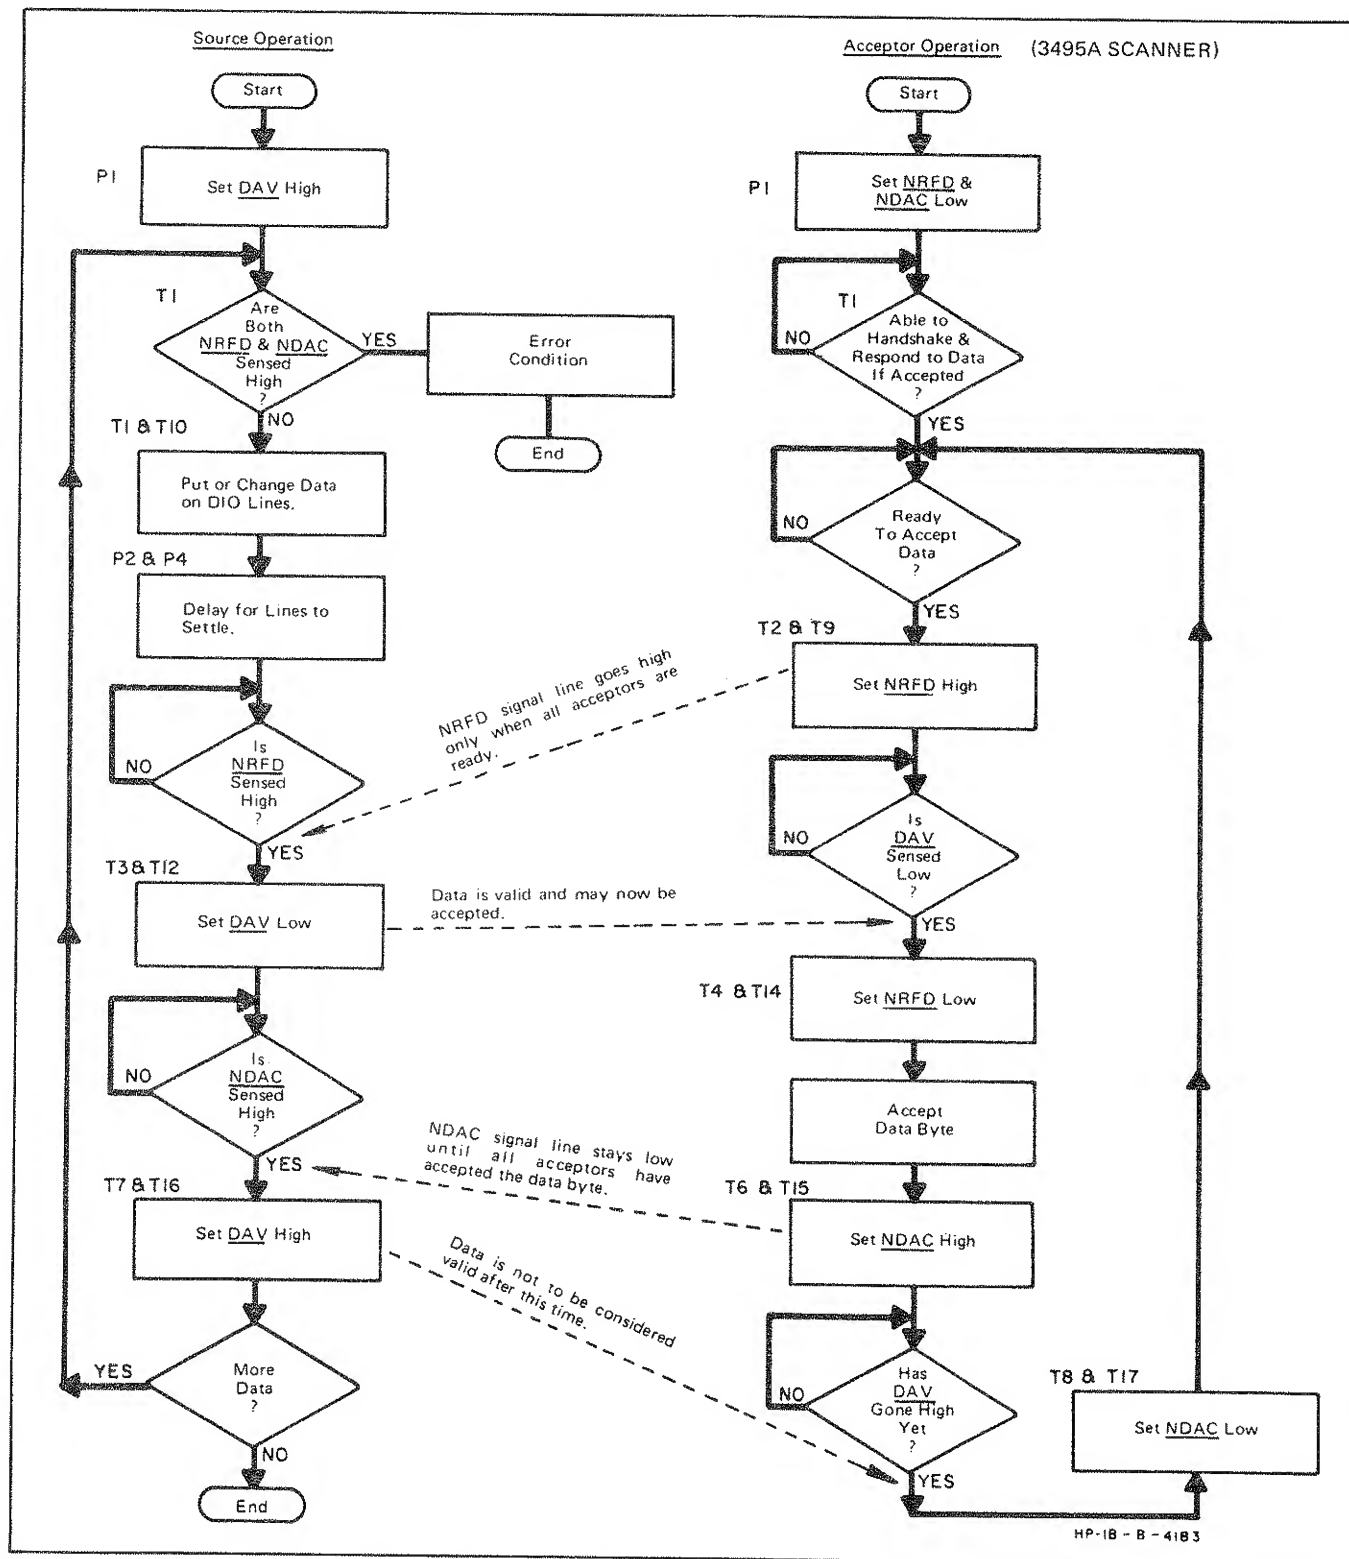 Source Operation
Start
P1
Set DAV High
T1
Are
Both
NRFD & NDAC
Sensed
High
?
YES
Error
Condition
End
NO
T1 & T10
Put or Change Data
on DIO Lines.
P2 & P4
Delay for Lines to
Settle.
Is
NRFD
Sensed
High
?
NO
YES
T3 & T12
Set DAV Low
Is
NDAC
Sensed
High
?
NO
YES
T7 & T16
Set DAV High
More
Data
?
YES
NO
End
NRFD signal line goes high
only when all acceptors are
ready.
Data is valid and may now be
accepted.
NDAC signal line stays low
until all acceptors have
accepted the data byte.
Data is not to be considered
valid after this time.
Acceptor Operation (3495A SCANNER)
Start
P1
Set NRFD &
NDAC Low
T1
Able to
Handshake &
Respond to Data
If Accepted
?
NO
YES
Ready
To Accept
Data
?
NO
YES
T2 & T9
Set NRFD High
Is
DAV
Sensed
Low
?
NO
YES
T4 & T14
Set NRFD Low
Accept
Data Byte
T6 & T15
Set NDAC High
Has
DAV
Gone High
Yet
?
NO
YES
T8 & T17
Set NDAC Low
HP-IB - B - 4183